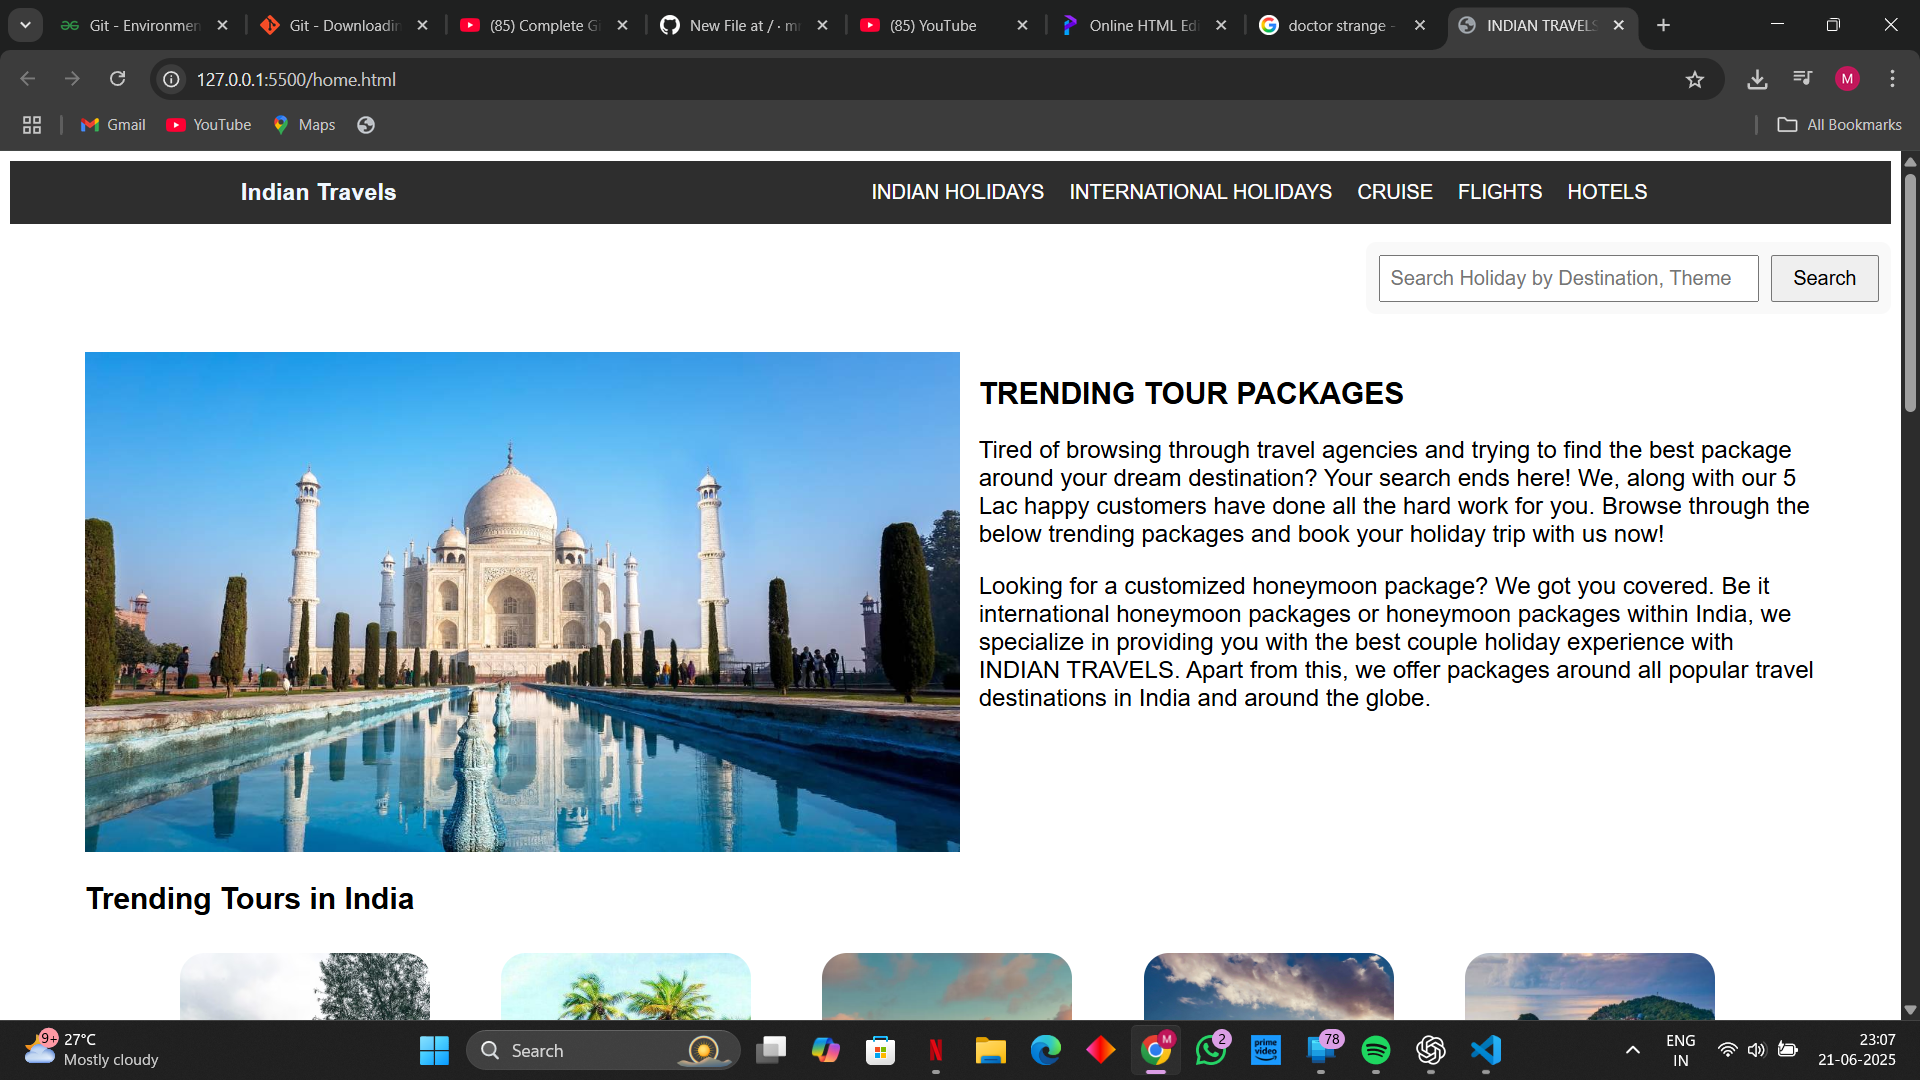 Git - Environmen
Git - Downloadin
(85) Complete Gi
New File at / · m
(85) YouTube
Online HTML Edi
doctor strange -
INDIAN TRAVELS
127.0.0.1:5500/home.html
M
Gmail
YouTube
Maps
All Bookmarks
Indian Travels
INDIAN HOLIDAYS
INTERNATIONAL HOLIDAYS
CRUISE
FLIGHTS
HOTELS
Search Holiday by Destination, Theme
Search
TRENDING TOUR PACKAGES
Tired of browsing through travel agencies and trying to find the best package
around your dream destination? Your search ends here! We, along with our 5
Lac happy customers have done all the hard work for you. Browse through the
below trending packages and book your holiday trip with us now!
Looking for a customized honeymoon package? We got you covered. Be it
international honeymoon packages or honeymoon packages within India, we
specialize in providing you with the best couple holiday experience with
INDIAN TRAVELS. Apart from this, we offer packages around all popular travel
destinations in India and around the globe.
Trending Tours in India
9+
27°C
Mostly cloudy
Search
N
M
2
prime video
78
ENG
IN
23:07
21-06-2025